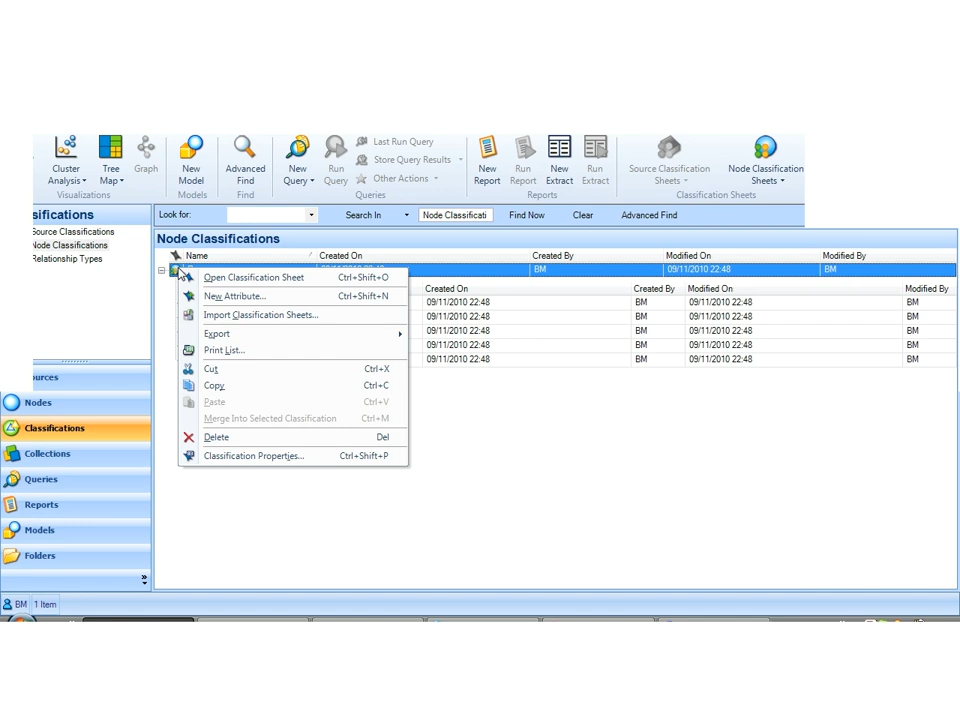 Cluster Analysis
Tree Map
Graph
New Model
Advanced Find
New Query
Run Query
Last Run Query
Store Query Results
Other Actions
New Report
Run Report
New Extract
Run Extract
Source Classification Sheets
Node Classification Sheets
Visualizations
Models
Find
Queries
Reports
Classification Sheets
sifications
Look for:
Search In
Node Classificati
Find Now
Clear
Advanced Find
Source Classifications
Node Classifications
Relationship Types
Node Classifications
Name
Created On
Created By
Modified On
Modified By
BM
09/11/2010 22:48
BM
Created On
Created By
Modified On
Modified By
09/11/2010 22:48 BM 09/11/2010 22:48 BM
09/11/2010 22:48 BM 09/11/2010 22:48 BM
09/11/2010 22:48 BM 09/11/2010 22:48 BM
09/11/2010 22:48 BM 09/11/2010 22:48 BM
09/11/2010 22:48 BM 09/11/2010 22:48 BM
Open Classification Sheet Ctrl+Shift+O
New Attribute... Ctrl+Shift+N
Import Classification Sheets...
Export
Print List...
Cut Ctrl+X
Copy Ctrl+C
Paste Ctrl+V
Merge Into Selected Classification Ctrl+M
Delete Del
Classification Properties... Ctrl+Shift+P
ources
Nodes
Classifications
Collections
Queries
Reports
Models
Folders
BM 1 Item